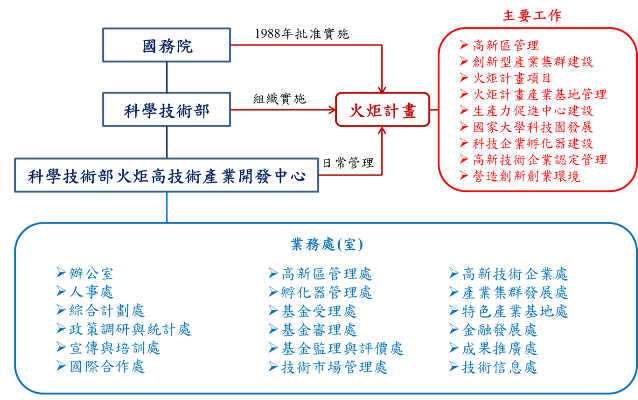 主要工作
國務院
1988年批准實施
科學技術部
組織實施
火炬計畫
科學技術部火炬高技術產業開發中心
日常管理
➢高新區管理
➢創新型產業集群建設
➢火炬計畫項目
➢火炬計畫產業基地管理
➢生產力促進中心建設
➢國家大學科技園發展
➢科技企業孵化器建設
➢高新技術企業認定管理
➢營造創新創業環境
業務處(室)
➢辦公室
➢人事處
➢綜合計劃處
➢政策調研與統計處
➢宣傳與培訓處
➢國際合作處
➢高新區管理處
➢孵化器管理處
➢基金受理處
➢基金審理處
➢基金監理與評價處
➢技術市場管理處
➢高新技術企業處
➢產業集群發展處
➢特色產業基地處
➢金融發展處
➢成果推廣處
➢技術信息處